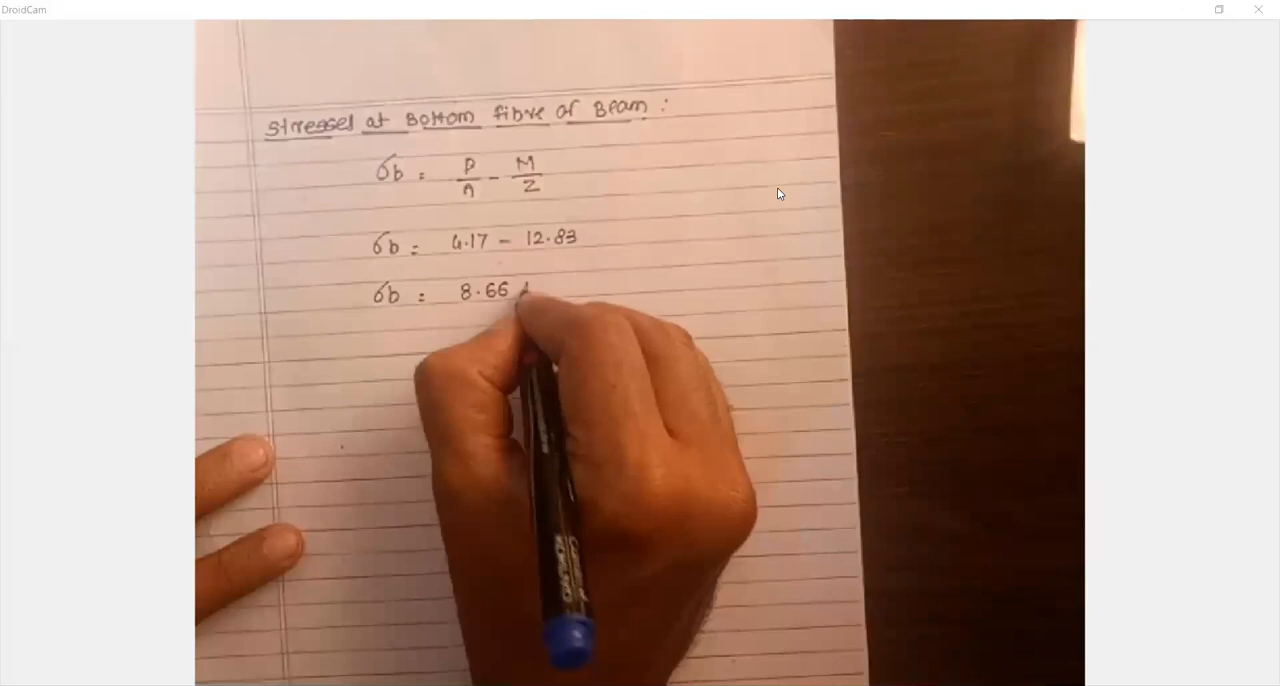 DroidCam
Stresses at Bottom fibre of Beam :
σb = P/A - M/Z
σb = 4.17 - 12.83
σb = 8.66